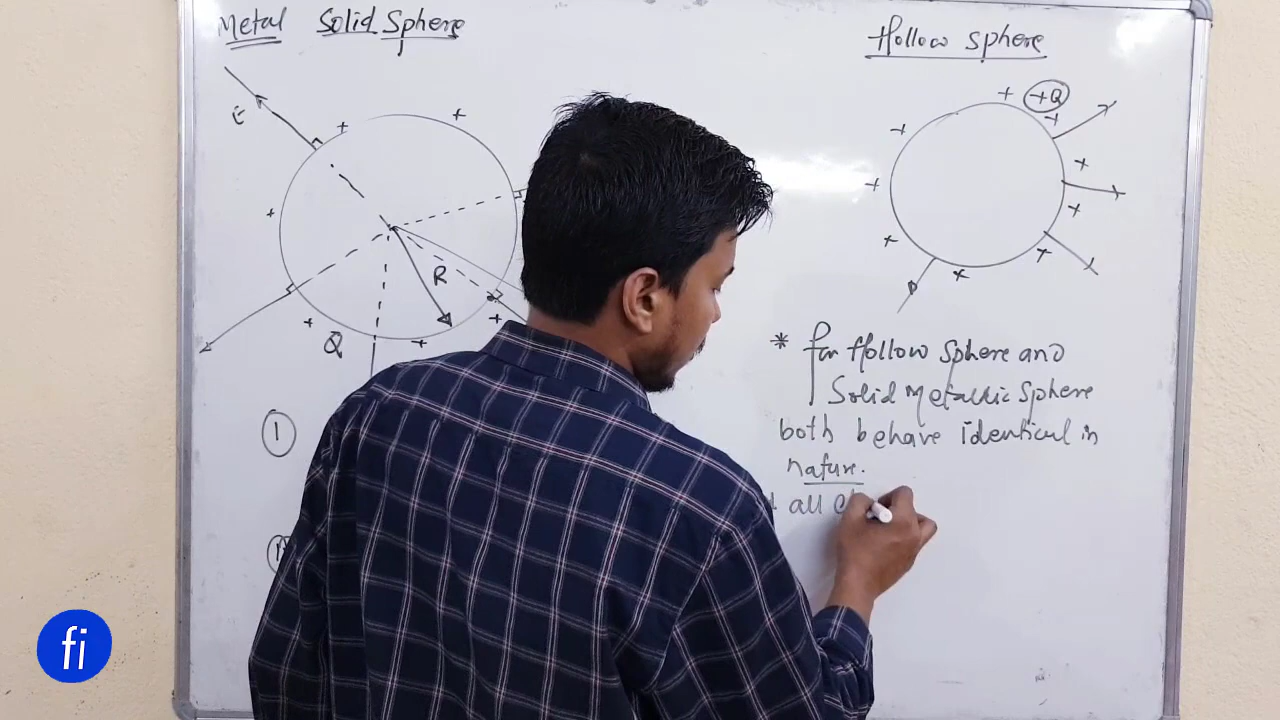 Metal Solid Sphere
Hollow sphere
E
+Q
R
Q
* for Hollow Sphere and
Solid Metallic Sphere
both behave identical in
nature.
all
1
fi